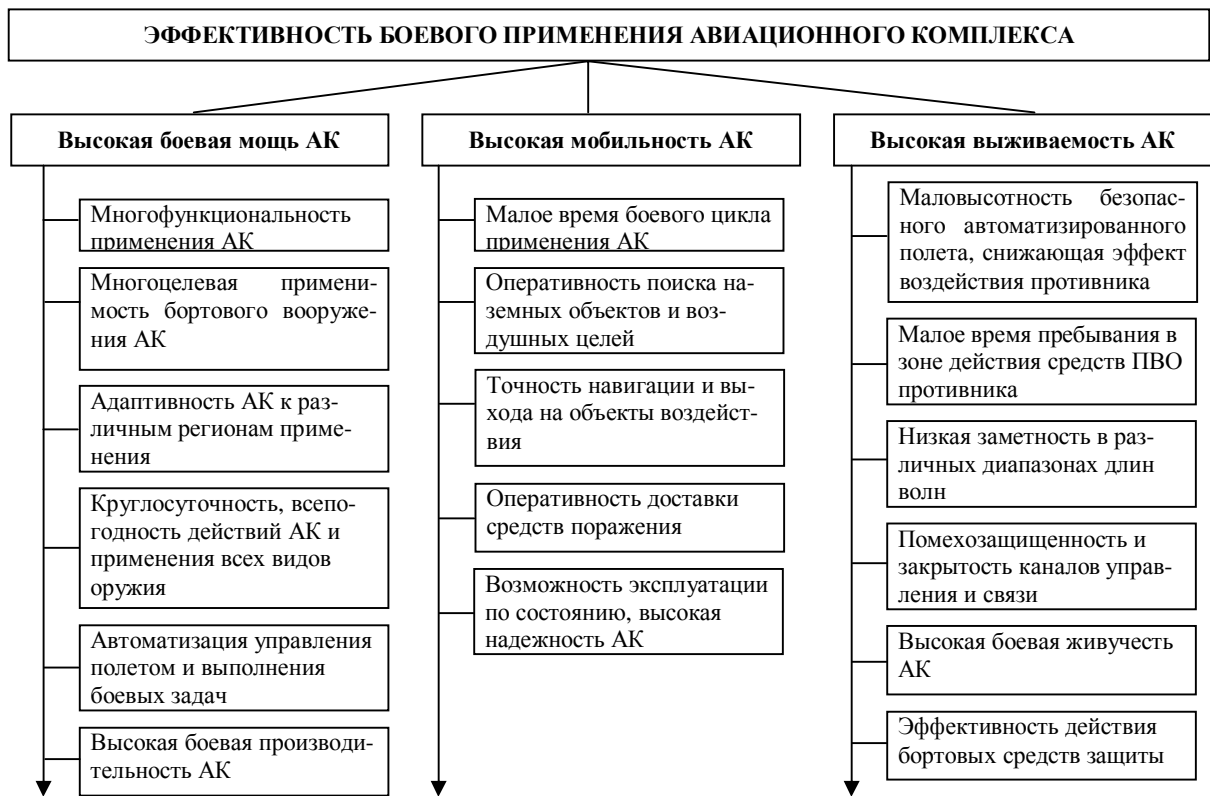 ЭФФЕКТИВНОСТЬ БОЕВОГО ПРИМЕНЕНИЯ АВИАЦИОННОГО КОМПЛЕКСА
Высокая боевая мощь АК
Многофункциональность
применения АК
Многоцелевая примени-
мость бортового вооруже-
ния АК
Адаптивность АК к раз-
личным регионам приме-
нения
Круглосуточность, всепо-
годность действий АК и
применения всех видов
оружия
Автоматизация управления
полетом и выполнения
боевых задач
Высокая боевая производи-
тельность АК
Высокая мобильность АК
Малое время боевого цикла
применения АК
Оперативность поиска на-
земных объектов и воз-
душных целей
Точность навигации и вы-
хода на объекты воздейст-
вия
Оперативность доставки
средств поражения
Возможность эксплуатации
по состоянию, высокая
надежность АК
Высокая выживаемость АК
Маловысотность безопас-
ного автоматизированного
полета, снижающая эффект
воздействия противника
Малое время пребывания в
зоне действия средств ПВО
противника
Низкая заметность в раз-
личных диапазонах длин
волн
Помехозащищенность и
закрытость каналов управ-
ления и связи
Высокая боевая живучесть
АК
Эффективность действия
бортовых средств защиты